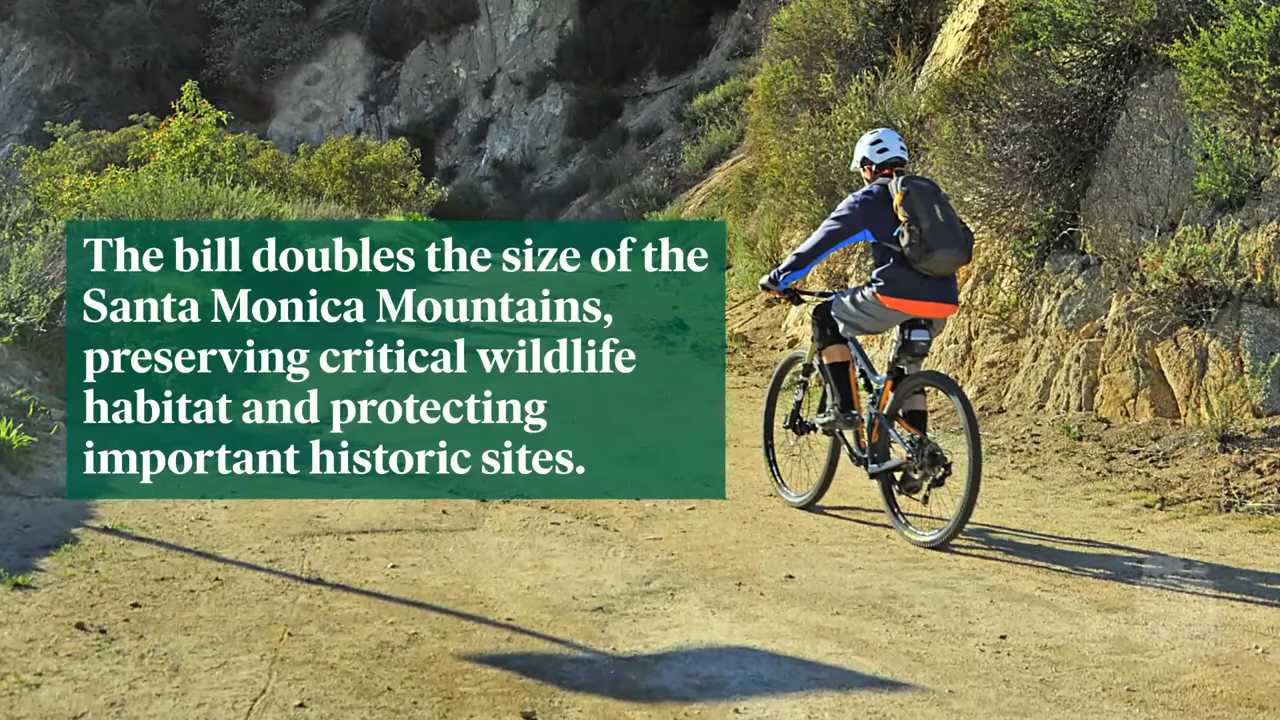 The bill doubles the size of the
Santa Monica Mountains,
preserving critical wildlife
habitat and protecting
important historic sites.